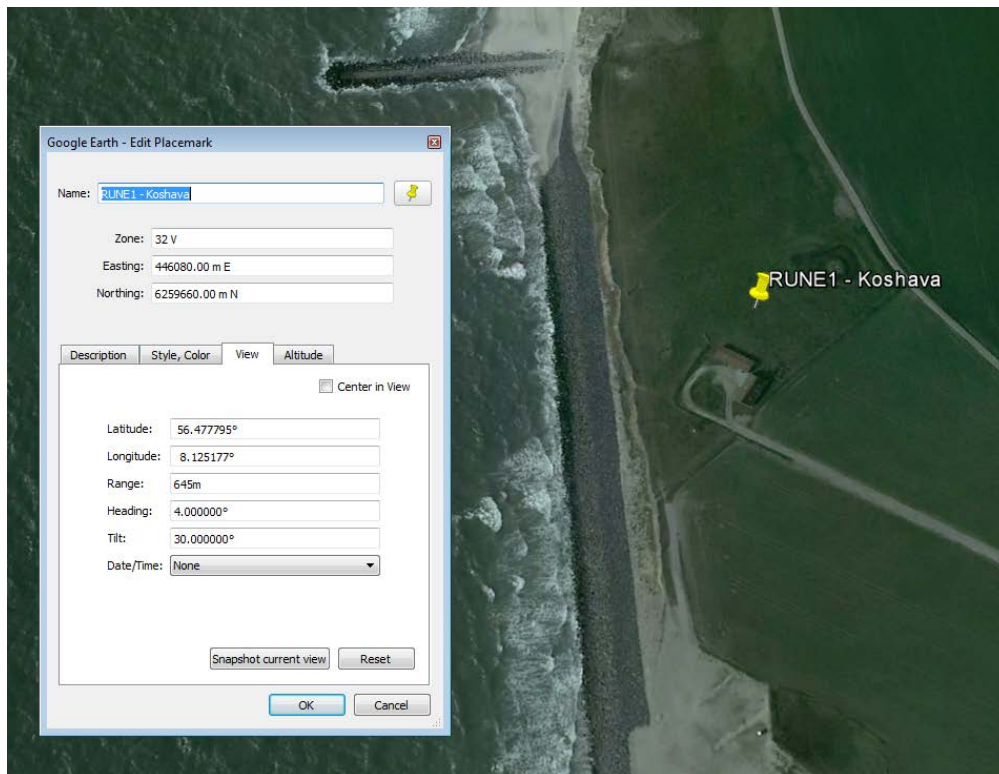 Google Earth - Edit Placemark
Name: RUNE1 - Koshava
Zone: 32 V
Easting: 446080.00 m E
Northing: 6259660.00 m N
Description Style, Color View Altitude
Center in View
Latitude: 56.477795°
Longitude: 8.125177°
Range: 645m
Heading: 4.000000°
Tilt: 30.000000°
Date/Time: None
Snapshot current view Reset
OK Cancel
RUNE1 - Koshava